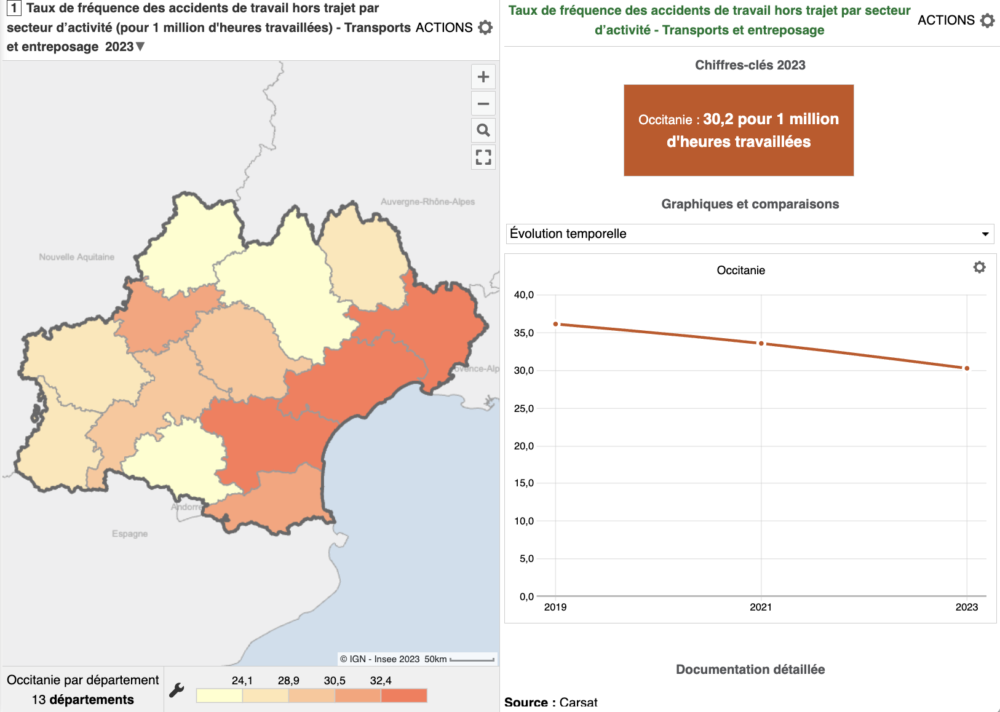 1 Taux de fréquence des accidents de travail hors trajet par
secteur d’activité (pour 1 million d'heures travaillées) - Transports
et entreposage 2023▼
ACTIONS
+
−
Auvergne-Rhône-Alpes
Nouvelle Aquitaine
ovence-Alp
Andorre
Espagne
© IGN - Insee 2023 50km
Occitanie par département
13 départements
24,1 28,9 30,5 32,4
Taux de fréquence des accidents de travail hors trajet par secteur
d’activité - Transports et entreposage
ACTIONS
Chiffres-clés 2023
Occitanie : 30,2 pour 1 million
d'heures travaillées
Graphiques et comparaisons
Évolution temporelle
Occitanie
40,0
35,0
30,0
25,0
20,0
15,0
10,0
5,0
0,0
2019 2021 2023
Documentation détaillée
Source : Carsat